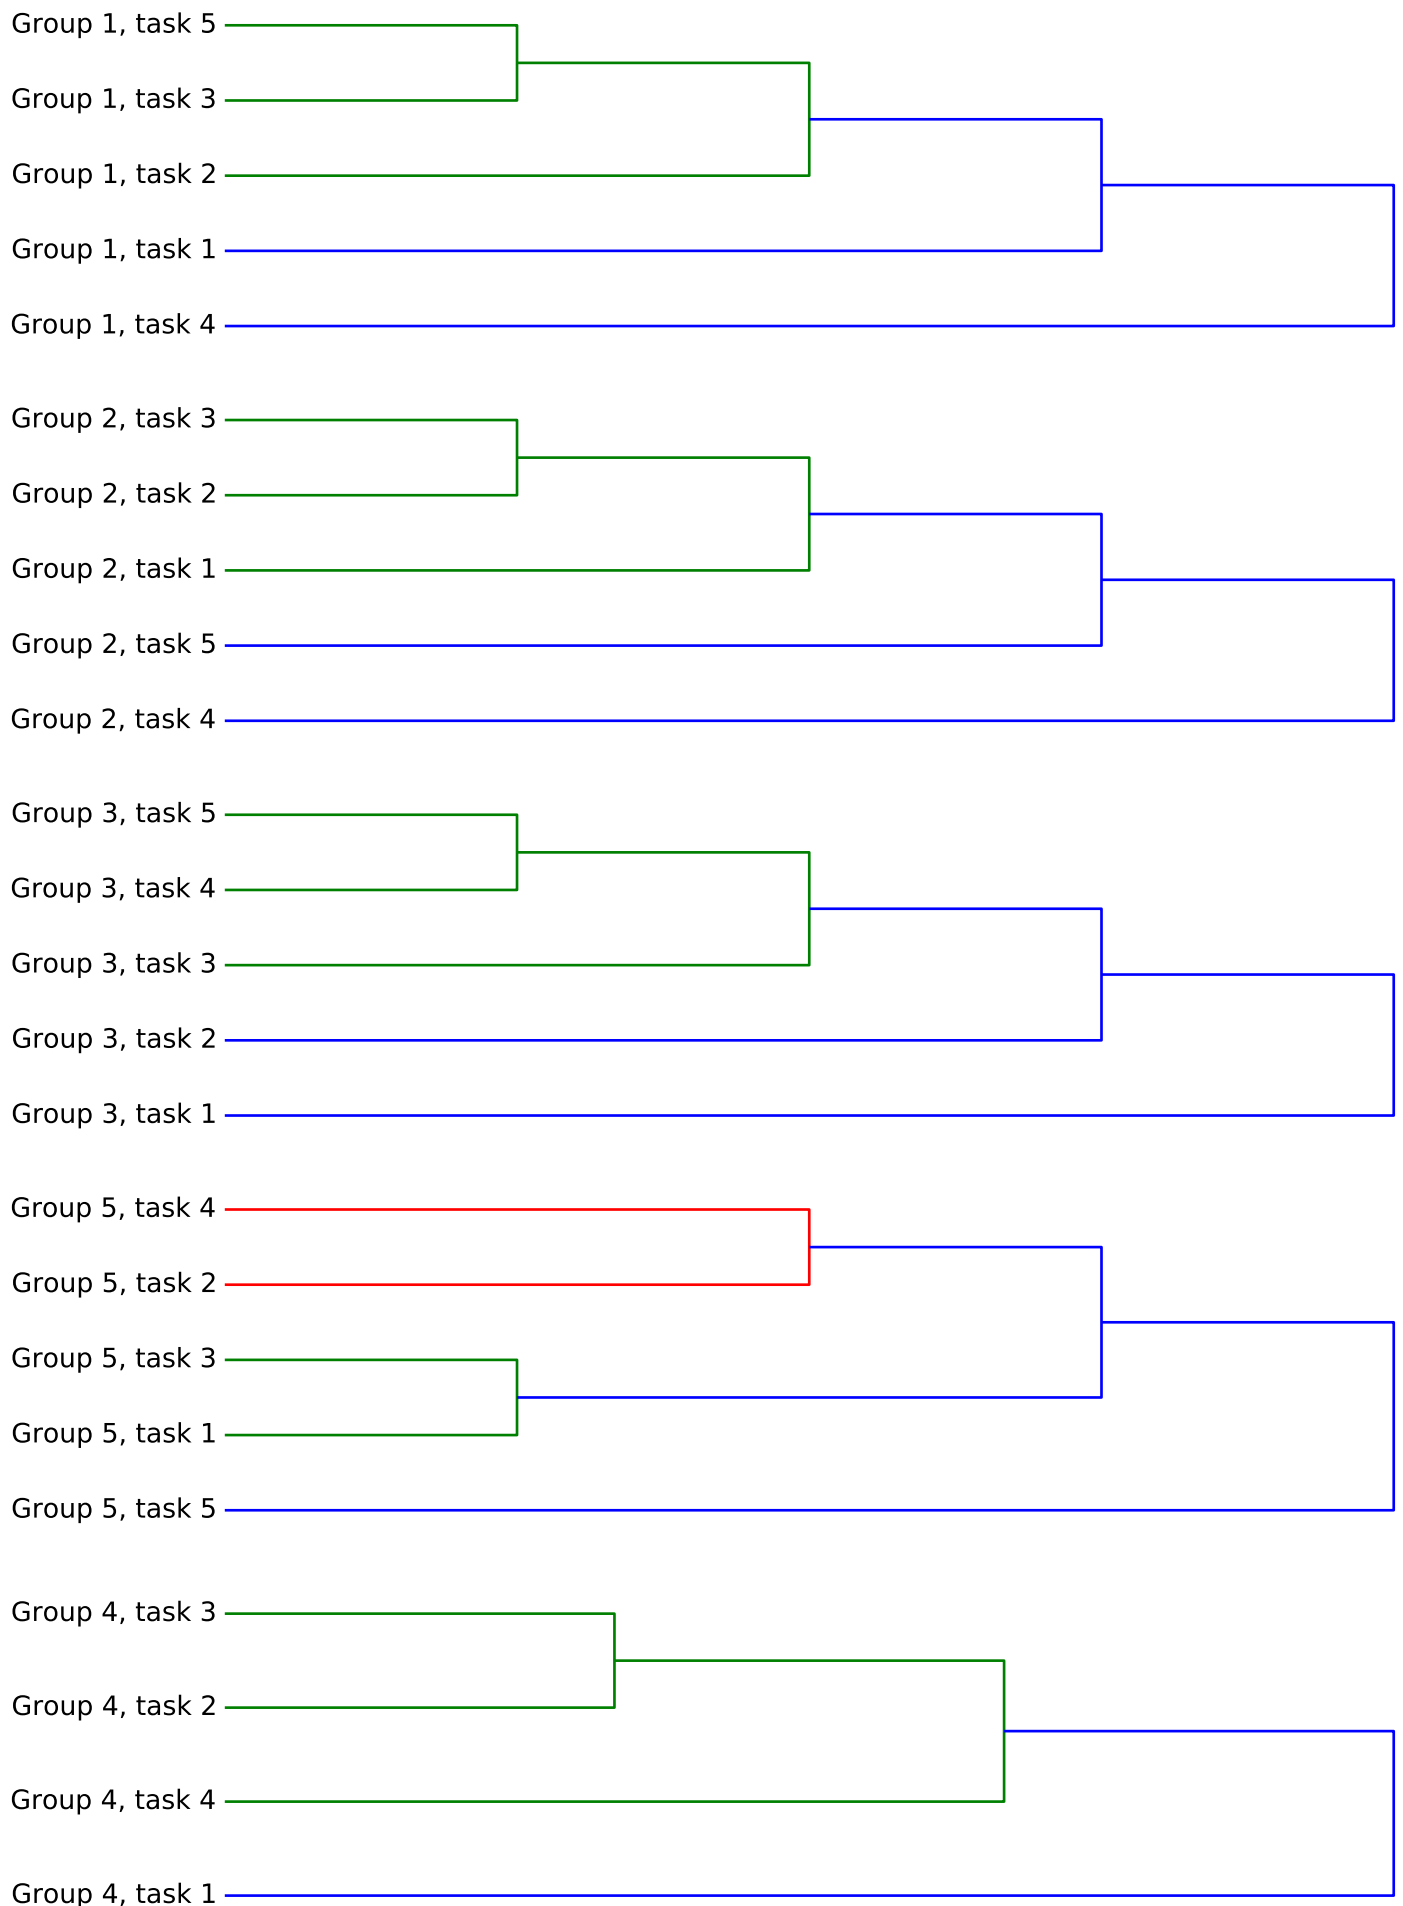 Group 1, task 5
Group 1, task 3
Group 1, task 2
Group 1, task 1
Group 1, task 4
Group 2, task 3
Group 2, task 2
Group 2, task 1
Group 2, task 5
Group 2, task 4
Group 3, task 5
Group 3, task 4
Group 3, task 3
Group 3, task 2
Group 3, task 1
Group 5, task 4
Group 5, task 2
Group 5, task 3
Group 5, task 1
Group 5, task 5
Group 4, task 3
Group 4, task 2
Group 4, task 4
Group 4, task 1